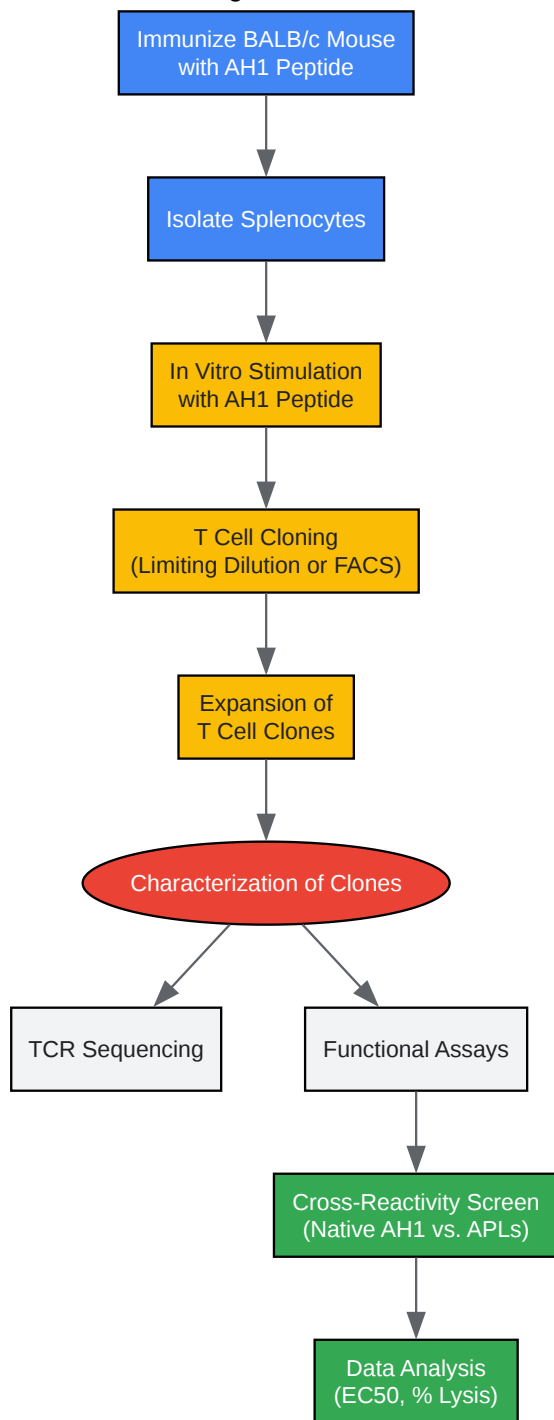 Immunize BALB/c Mouse
with AH1 Peptide
Isolate Splenocytes
In Vitro Stimulation
with AH1 Peptide
T Cell Cloning
(Limiting Dilution or FACS)
Expansion of
T Cell Clones
Characterization of Clones
TCR Sequencing
Functional Assays
Cross-Reactivity Screen
(Native AH1 vs. APLs)
Data Analysis
(EC50, % Lysis)